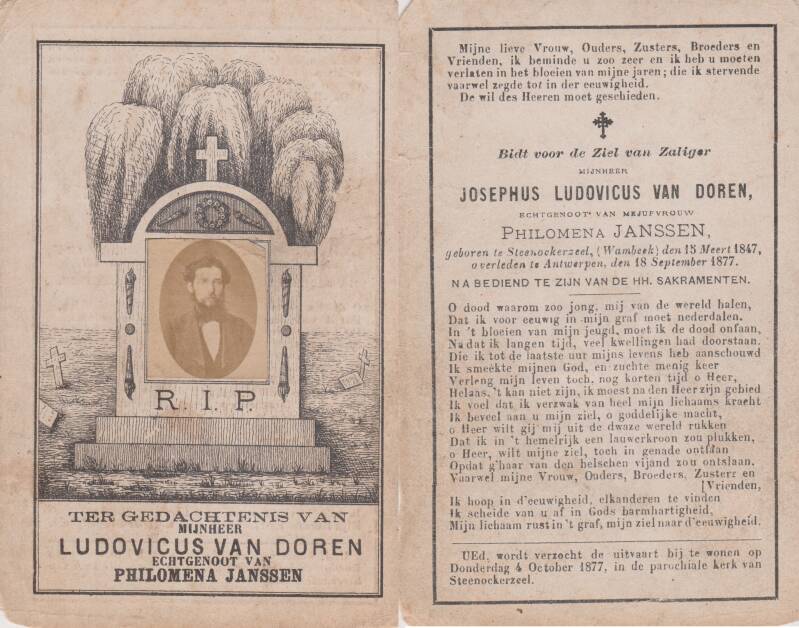 R. I. P.
TER GEDACHTENIS VAN
MIJNHEER
LUDOVICUS VAN DOREN
ECHTGENOOT VAN
PHILOMENA JANSSEN
Mijne lieve Vrouw, Ouders, Zusters, Broeders en
Vrienden, ik beminde u zoo zeer en ik heb u moeten
verlaten in het bloeien van mijne jaren; die ik stervende
vaarwel zegde tot in der eeuwigheid.
De wil des Heeren moet geschieden.
Bidt voor de Ziel van Zaliger
MIJNHEER
JOSEPHUS LUDOVICUS VAN DOREN,
ECHTGENOOT VAN MEJUFVROUW
PHILOMENA JANSSEN,
geboren te Steenockerzeel, (Wambeek) den 13 Meert 1847,
overleden te Antwerpen, den 18 September 1877.
NA BEDIEND TE ZIJN VAN DE HH. SAKRAMENTEN.
O dood waarom zoo jong, mij van de wereld halen,
Dat ik voor eeuwig in mijn graf moet nederdalen.
In 't bloeien van mijn jeugd, moet ik de dood onfaan,
Na dat ik langen tijd, veel kwellingen had doorstaan.
Die ik tot de laatste uur mijns levens heb aanschouwd
Ik smeekte mijnen God, en zuchte menig keer
Verleng mijn leven toch, nog korten tijd o Heer,
Helaas, 't kan niet zijn, ik moest na den Heer zijn gebied
Ik voel dat ik verzwak van heel mijn lichaams kracht
Ik beveel aan u mijn ziel, o goddelijke macht,
o Heer wilt gij mij uit de dwaze wereld rukken
Dat ik in 't hemelrijk een lauwerkroon zou plukken,
o Heer, wilt mijne ziel, toch in genade ontfaan
Opdat g'haar van den helschen vijand zou ontslaan.
Vaarwel mijne Vrouw, Ouders, Broeders, Zusterr en
[Vrienden,
Ik hoop in d'eeuwigheid, elkanderen te vinden
Ik scheide van u af in Gods barmhartigheid,
Mijn lichaam rust in 't graf, mijn ziel naar d'eeuwigheid.
UEd, wordt verzocht de uitvaart bij te wonen op
Donderdag 4 October 1877, in de parochiale kerk van
Steenockerzeel.